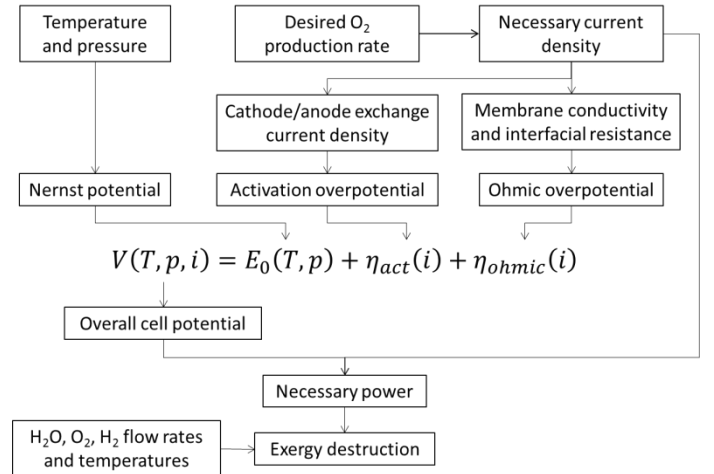 Temperature
and pressure
Desired O₂
production rate
Necessary current
density
Cathode/anode exchange
current density
Membrane conductivity
and interfacial resistance
Nernst potential
Activation overpotential
Ohmic overpotential
V(T, p, i) = E₀(T, p) + η_act(i) + η_ohmic(i)
Overall cell potential
Necessary power
H₂O, O₂, H₂ flow rates
and temperatures
Exergy destruction